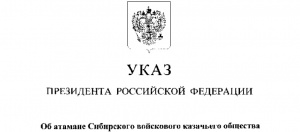 УКАЗ
ПРЕЗИДЕНТА РОССИЙСКОЙ ФЕДЕРАЦИИ
Об атамане Сибирского войскового казачьего общества